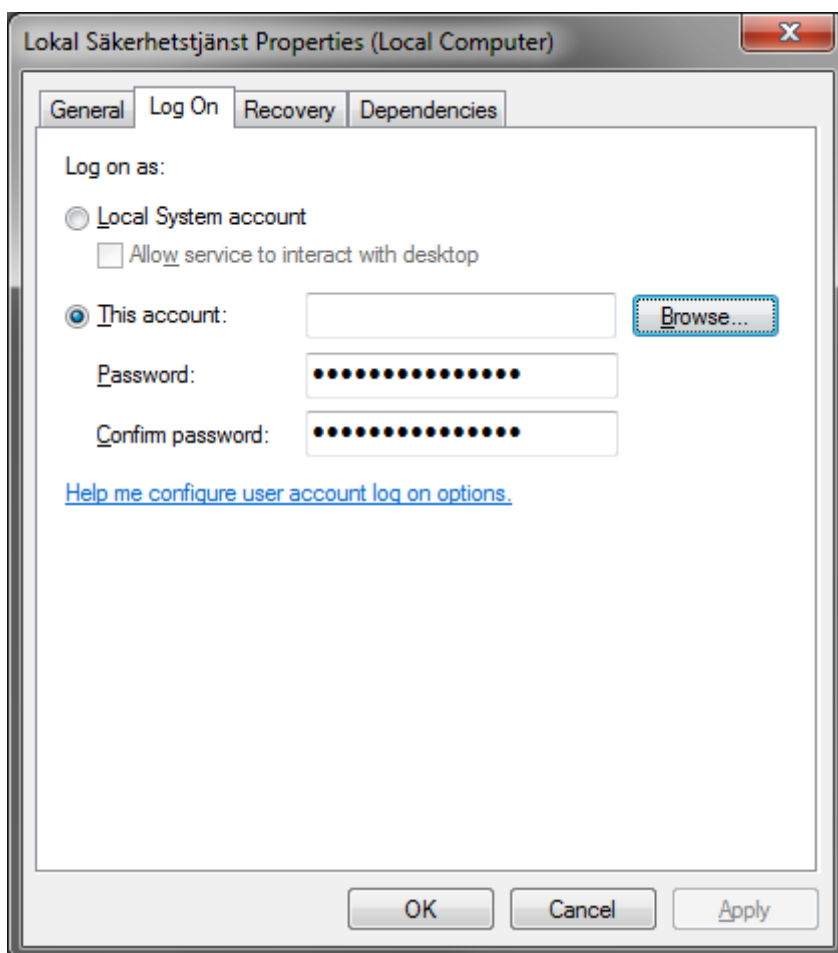 Lokal Säkerhetstjänst Properties (Local Computer)
General Log On Recovery Dependencies
Log on as:
Local System account
Allow service to interact with desktop
This account: Browse...
Password: •••••••••••••••
Confirm password: •••••••••••••••
Help me configure user account log on options.
OK Cancel Apply